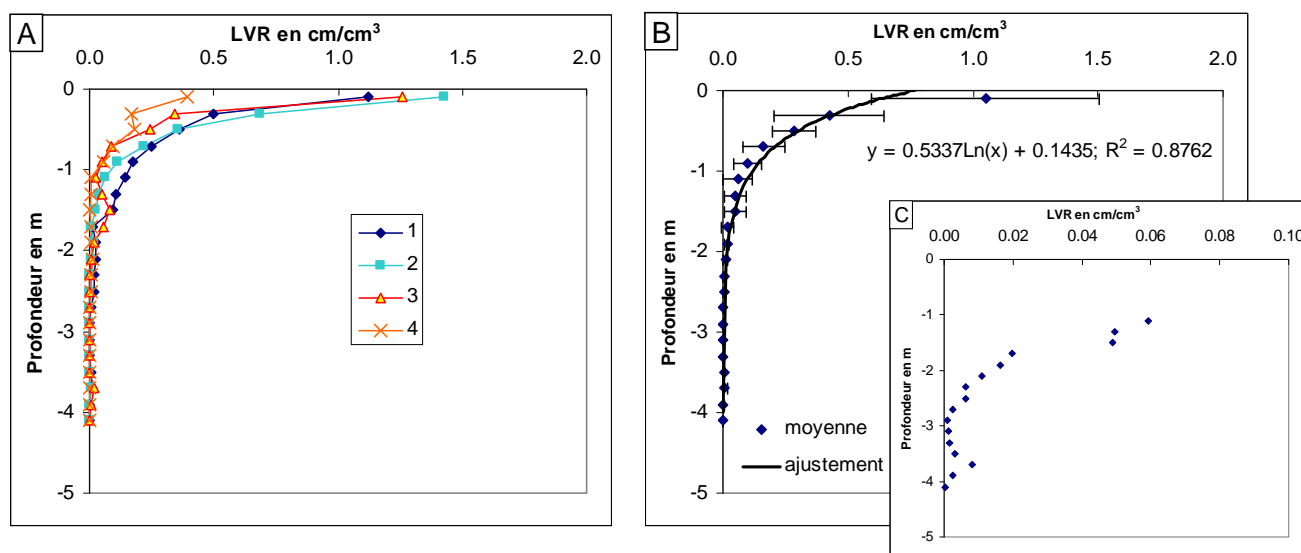 A
LVR en cm/cm³
0.0 0.5 1.0 1.5 2.0
Profondeur en m
0
-1
-2
-3
-4
-5
1
2
3
4
B
LVR en cm/cm³
0.0 0.5 1.0 1.5 2.0
Profondeur en m
0
-1
-2
-3
-4
-5
y = 0.5337Ln(x) + 0.1435; R² = 0.8762
moyenne
ajustement
C
LVR en cm/cm³
0.00 0.02 0.04 0.06 0.08 0.10
Profondeur en m
0
-1
-2
-3
-4
-5